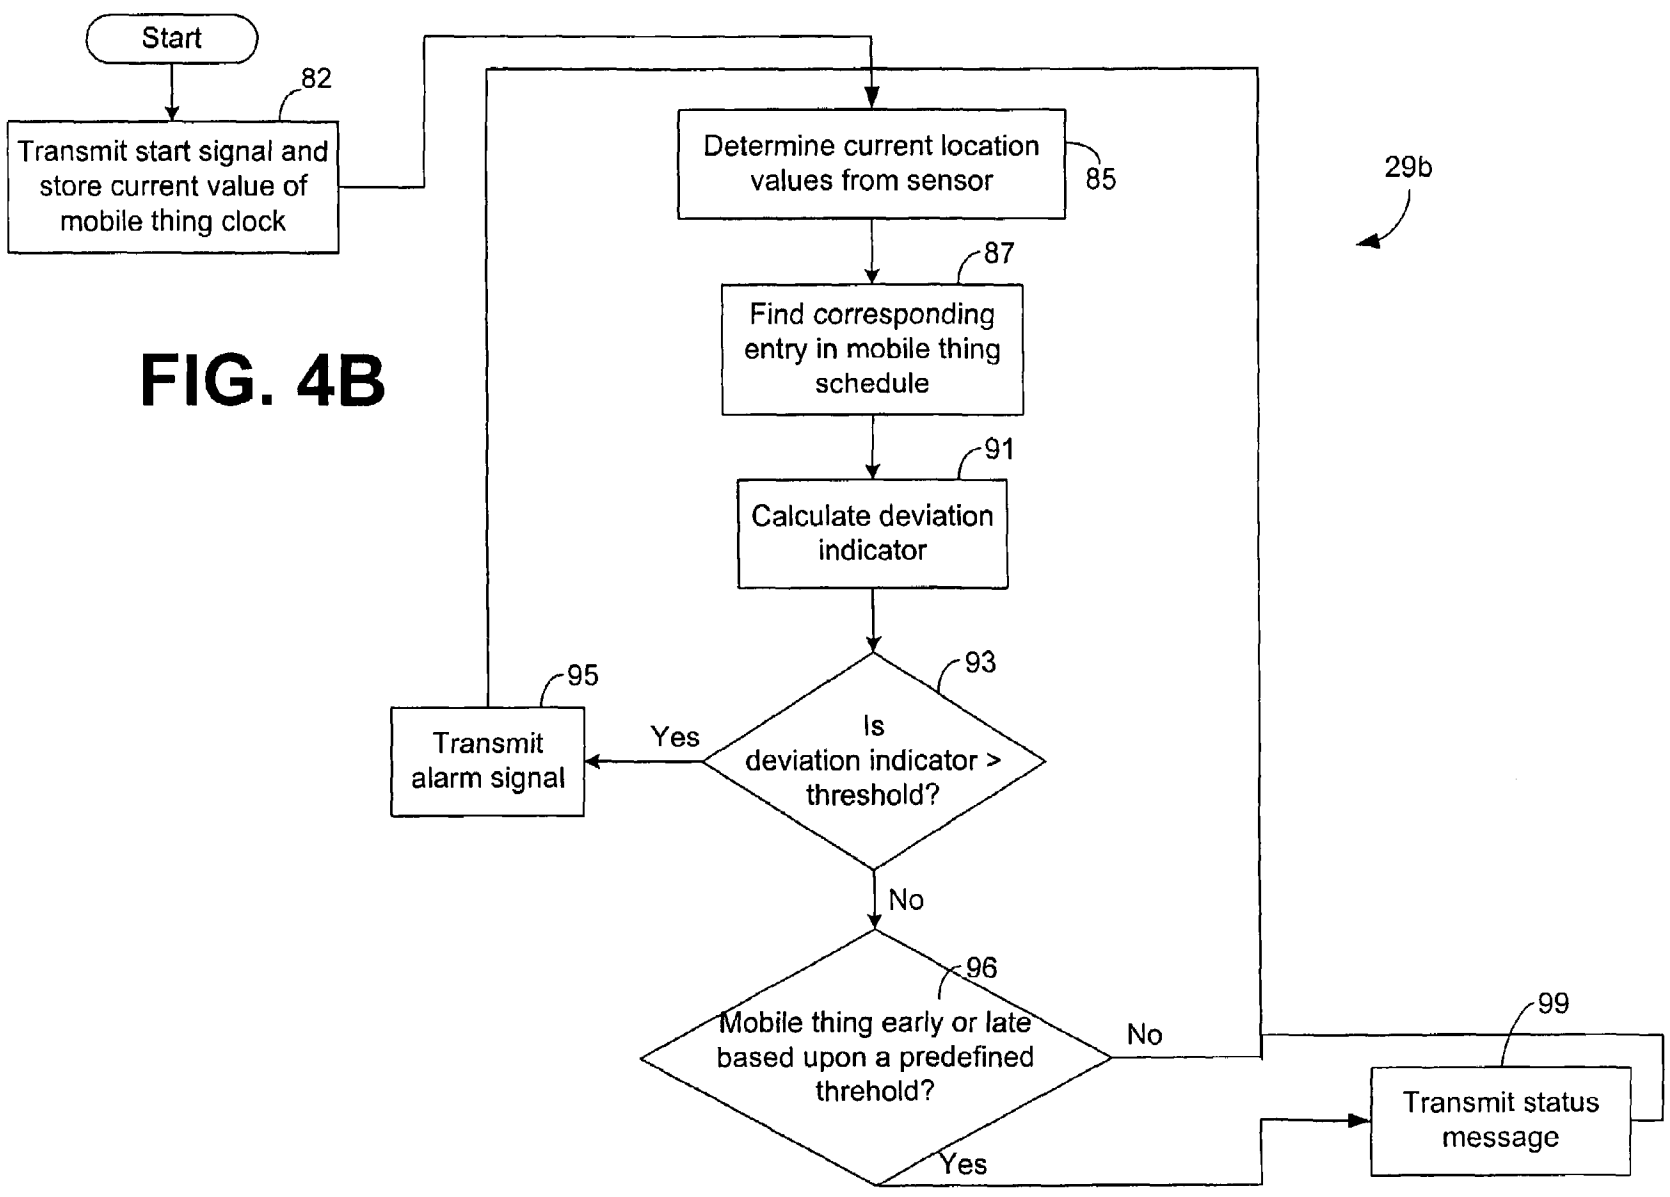 Start
82
Transmit start signal and
store current value of
mobile thing clock
Determine current location
values from sensor
85
29b
87
Find corresponding
entry in mobile thing
schedule
FIG. 4B
91
Calculate deviation
indicator
93
Is
deviation indicator >
threshold?
Yes
95
Transmit
alarm signal
No
96
Mobile thing early or late
based upon a predefined
threhold?
No
Yes
99
Transmit status
message